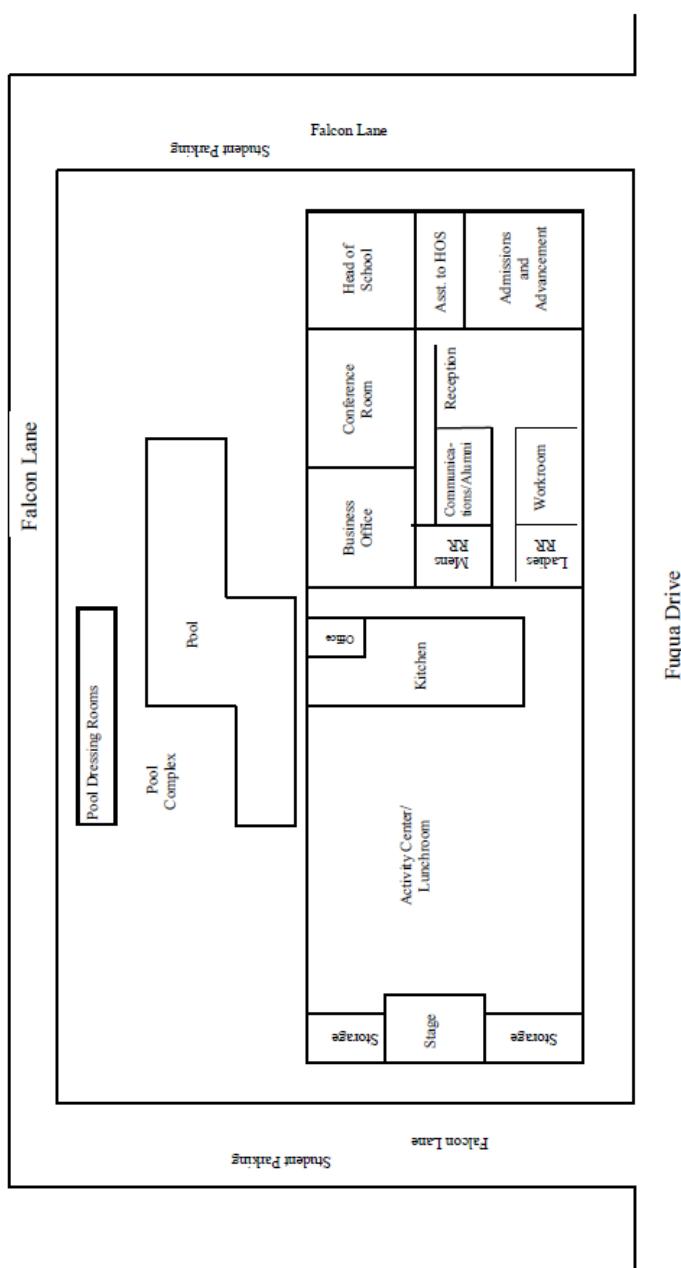 Falcon Lane
Student Parking
Falcon Lane
Head of
School
Asst. to HOS
Admissions
and
Advancement
Conference
Room
Reception
Business
Office
Communica-
tions/Alumni
Workroom
Mens
RR
Ladies
RR
Pool
Office
Kitchen
Pool Dressing Rooms
Pool
Complex
Activity Center/
Lunchroom
Storage
Stage
Storage
Fuqua Drive
Falcon Lane
Student Parking